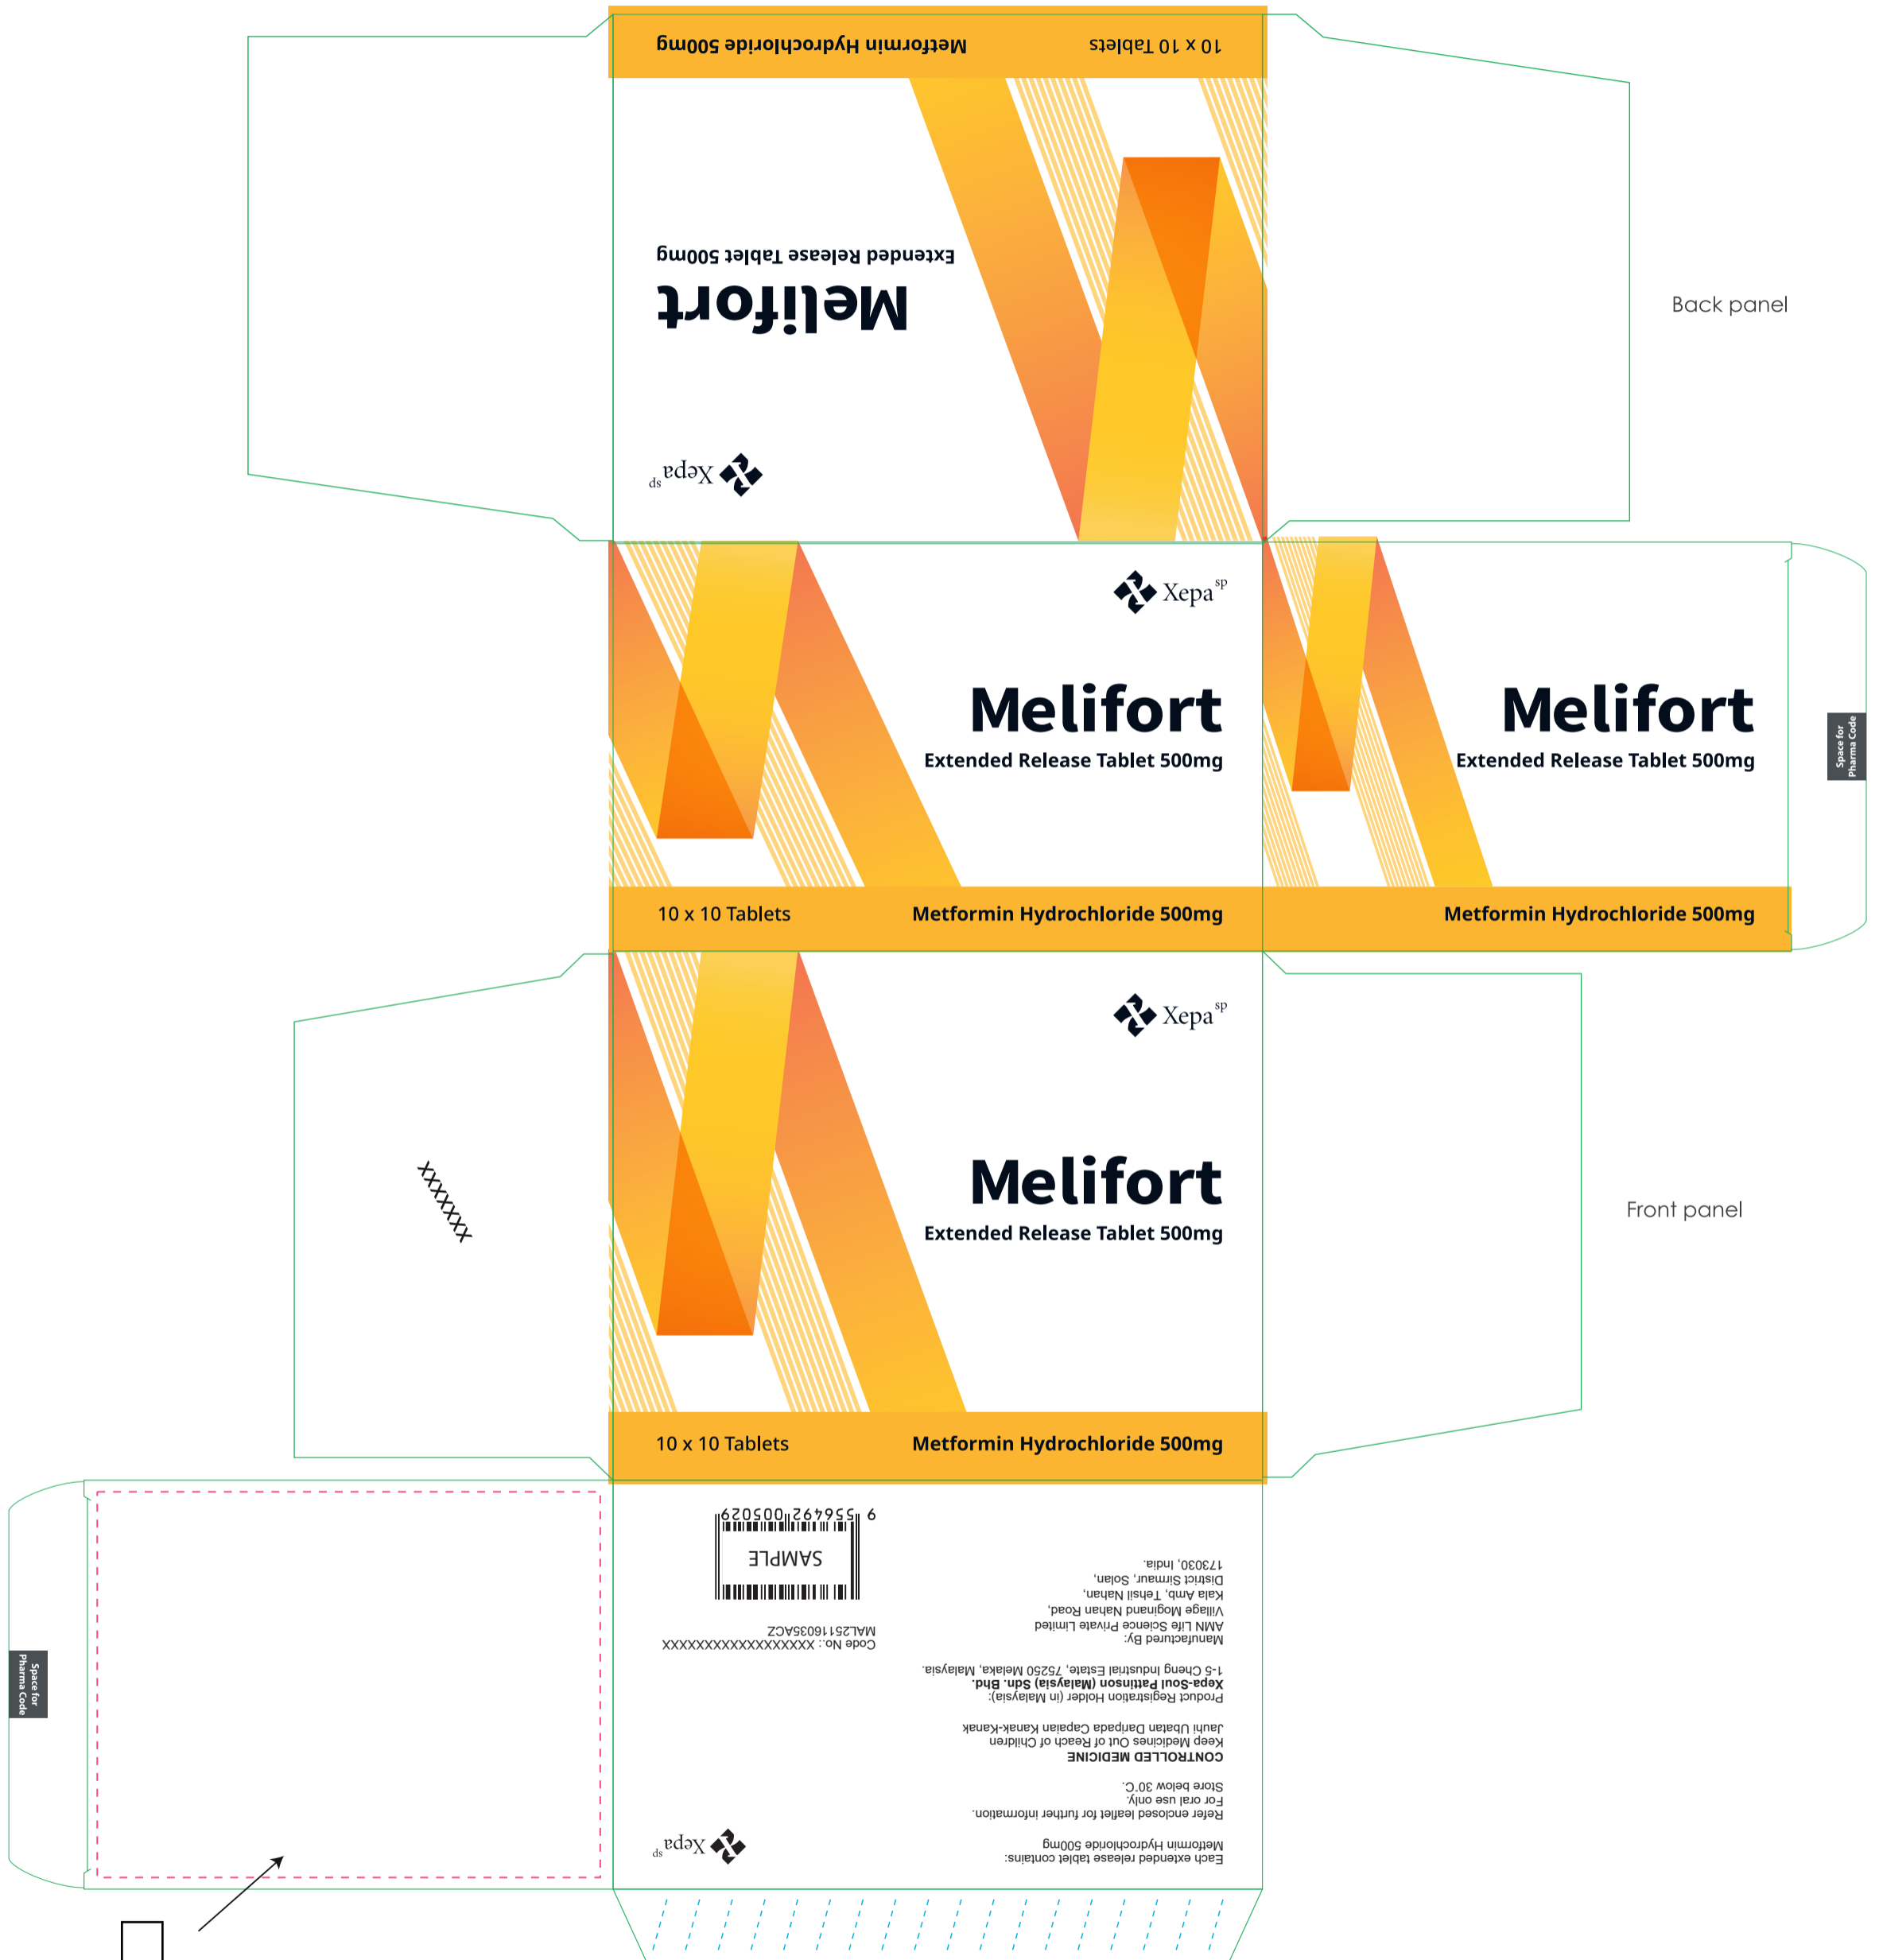 Metformin Hydrochloride 500mg
10 x 10 Tablets
Melifort
Extended Release Tablet 500mg
Xepa sp
Back panel
Xepa sp
Melifort
Extended Release Tablet 500mg
10 x 10 Tablets
Metformin Hydrochloride 500mg
Melifort
Extended Release Tablet 500mg
Metformin Hydrochloride 500mg
Space for
Pharma Code
Xepa sp
Melifort
Extended Release Tablet 500mg
10 x 10 Tablets
Metformin Hydrochloride 500mg
XXXXXXX
Front panel
Space for
Pharma Code
Each extended release tablet contains:
Metformin Hydrochloride 500mg
Refer enclosed leaflet for further information.
For oral use only.
Store below 30°C.
CONTROLLED MEDICINE
Keep Medicines Out of Reach of Children
Jauhi Ubatan Daripada Capaian Kanak-Kanak
Product Registration Holder (in Malaysia):
Xepa-Soul Pattinson (Malaysia) Sdn. Bhd.
1-5 Cheng Industrial Estate, 75250 Melaka, Malaysia.
Manufactured By:
AMN Life Science Private Limited
Village Moginand Nahan Road,
Kala Amb, Tehsil Nahan,
District Sirmaur, Solan,
173030, India.
Xepa sp
Code No.: XXXXXXXXXXXXXXXXXX
MAL25116035ACZ
SAMPLE
9 556492 005029